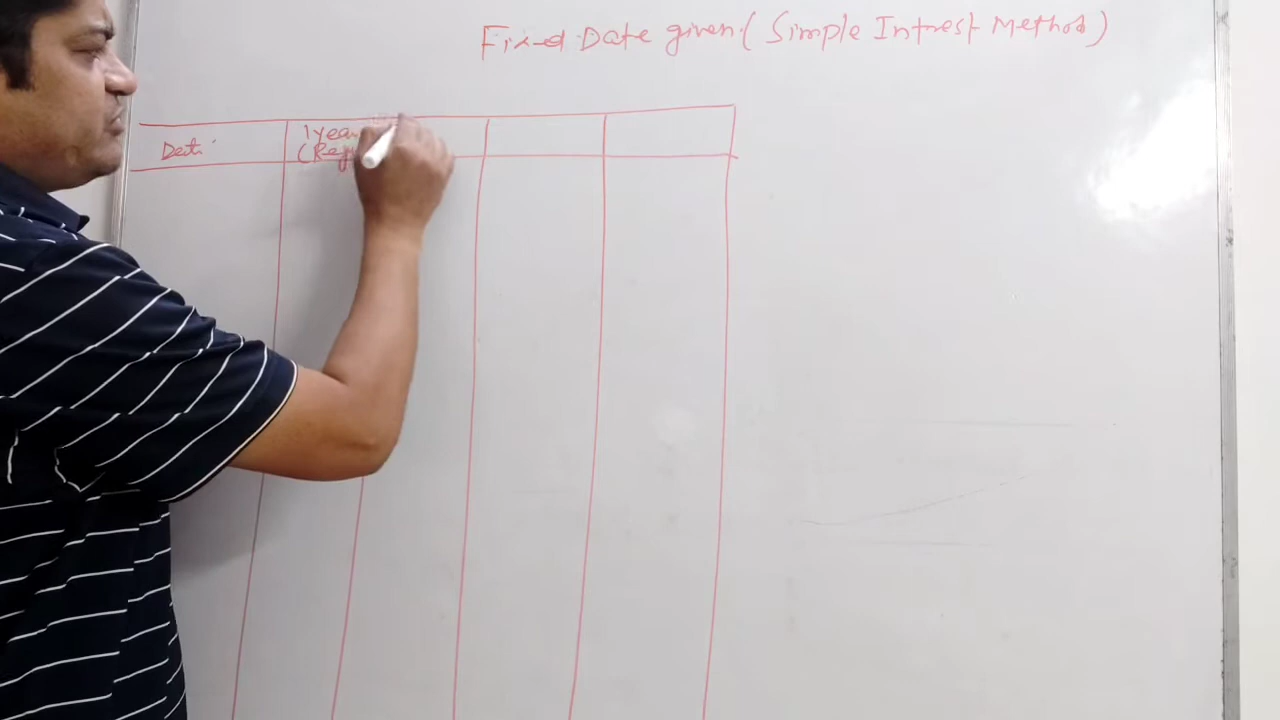 Fixed Date given (Simple Intrest Method)
Date
1 year